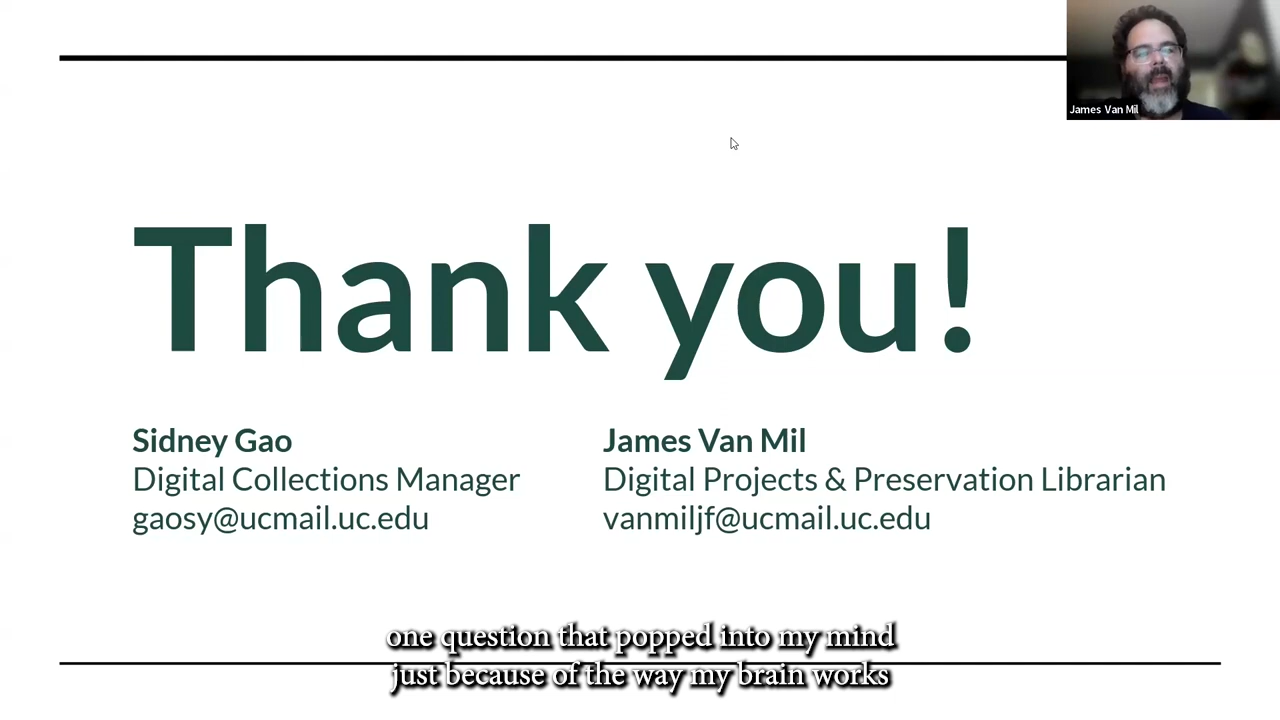 James Van Mil
Thank you!
Sidney Gao
Digital Collections Manager
gaosy@ucmail.uc.edu
James Van Mil
Digital Projects & Preservation Librarian
vanmiljf@ucmail.uc.edu
one question that popped into my mind
just because of the way my brain works